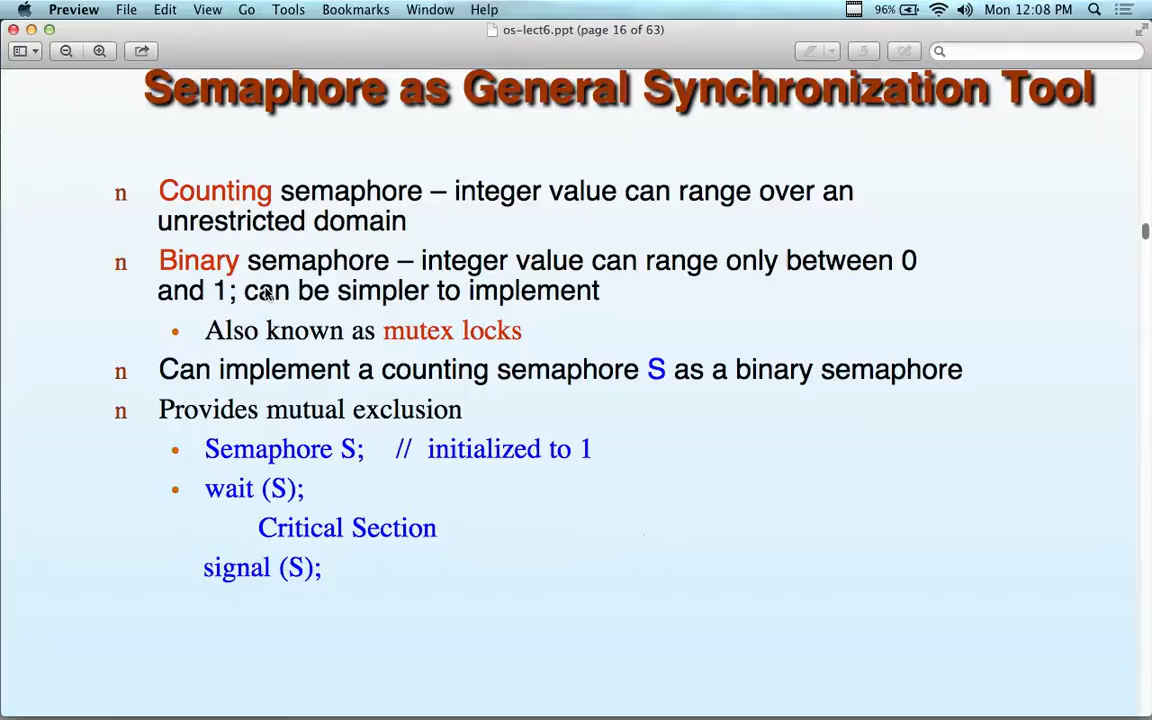 Preview File Edit View Go Tools Bookmarks Window Help 96% Mon 12:08 PM
os-lect6.ppt (page 16 of 63)
Semaphore as General Synchronization Tool
n Counting semaphore – integer value can range over an
unrestricted domain
n Binary semaphore – integer value can range only between 0
and 1; can be simpler to implement
• Also known as mutex locks
n Can implement a counting semaphore S as a binary semaphore
n Provides mutual exclusion
• Semaphore S; // initialized to 1
• wait (S);
Critical Section
signal (S);